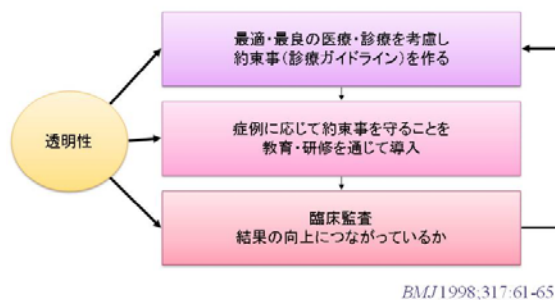 最適・最良の医療・診療を考慮し
約束事(診療ガイドライン)を作る
透明性
症例に応じて約束事を守ることを
教育・研修を通じて導入
臨床監査
結果の向上につながっているか
BMJ 1998;317:61-65